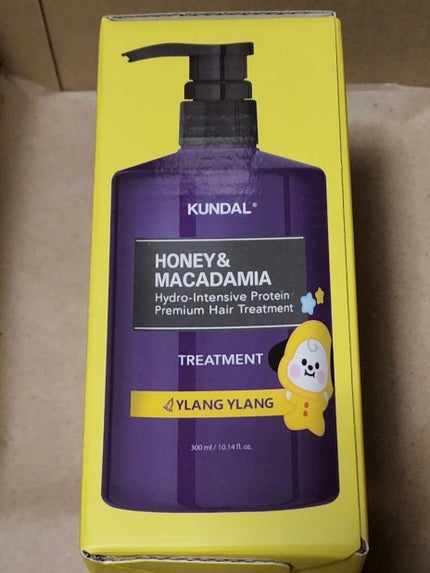 KUNDAL®
HONEY&
MACADAMIA
Hydro-Intensive Protein
Premium Hair Treatment
TREATMENT
YLANG YLANG
300 ml / 10.14 fl. oz.